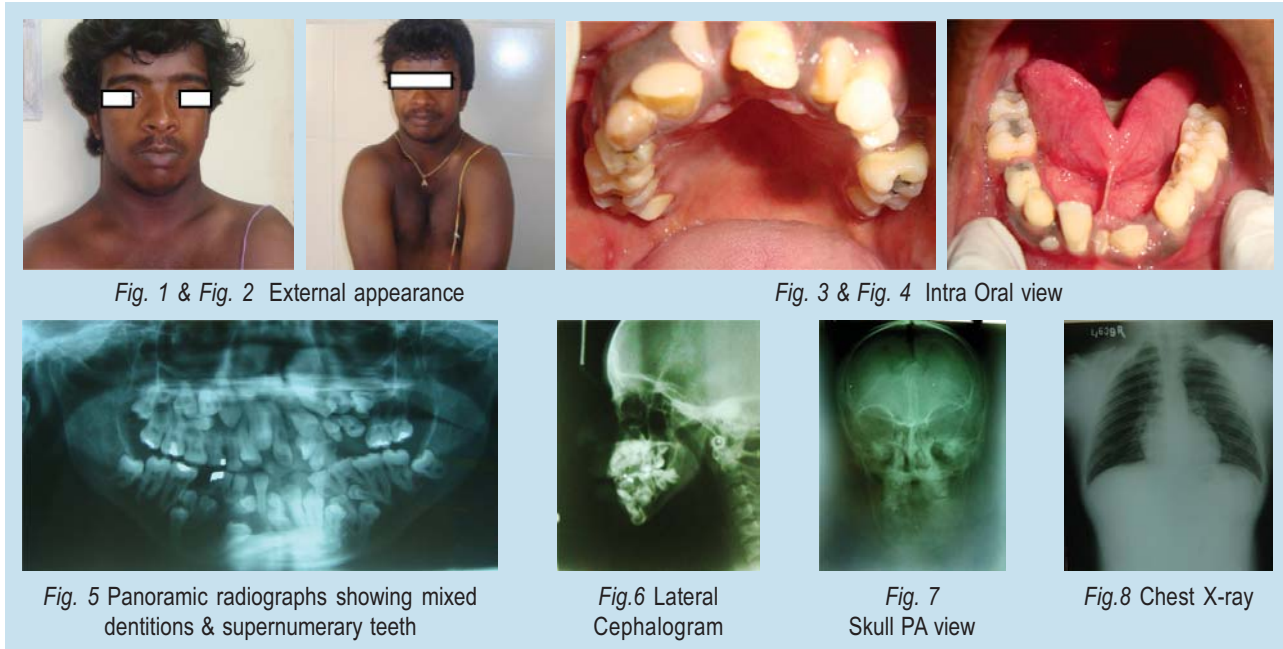 Fig. 1 & Fig. 2 External appearance
Fig. 3 & Fig. 4 Intra Oral view
Fig. 5 Panoramic radiographs showing mixed
dentitions & supernumerary teeth
Fig.6 Lateral
Cephalogram
Fig. 7
Skull PA view
Fig.8 Chest X-ray